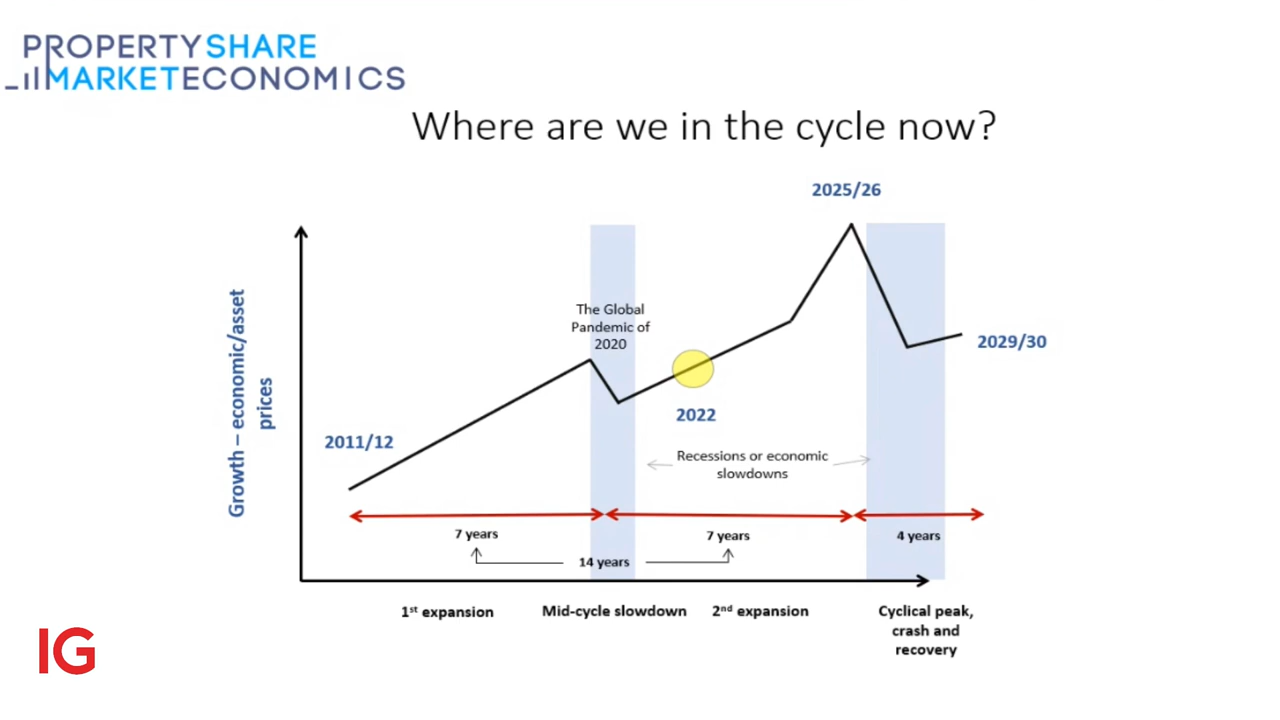 PROPERTYSHARE
MARKETECONOMICS
Where are we in the cycle now?
2025/26
The Global
Pandemic of
2020
2029/30
2022
2011/12
Recessions or economic
slowdowns
Growth – economic/asset
prices
7 years
7 years
4 years
14 years
1st expansion
Mid-cycle slowdown
2nd expansion
Cyclical peak,
crash and
recovery
IG